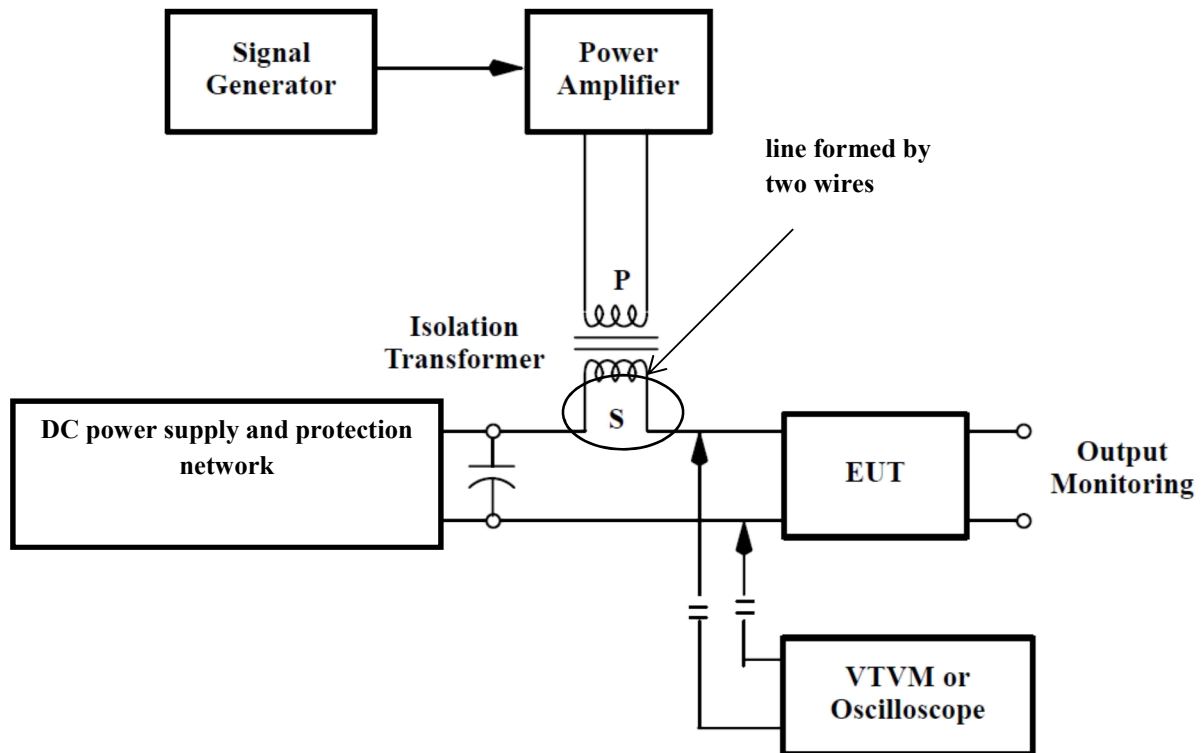 Signal
Generator
Power
Amplifier
line formed by
two wires
P
Isolation
Transformer
S
DC power supply and protection
network
EUT
Output
Monitoring
VTVM or
Oscilloscope